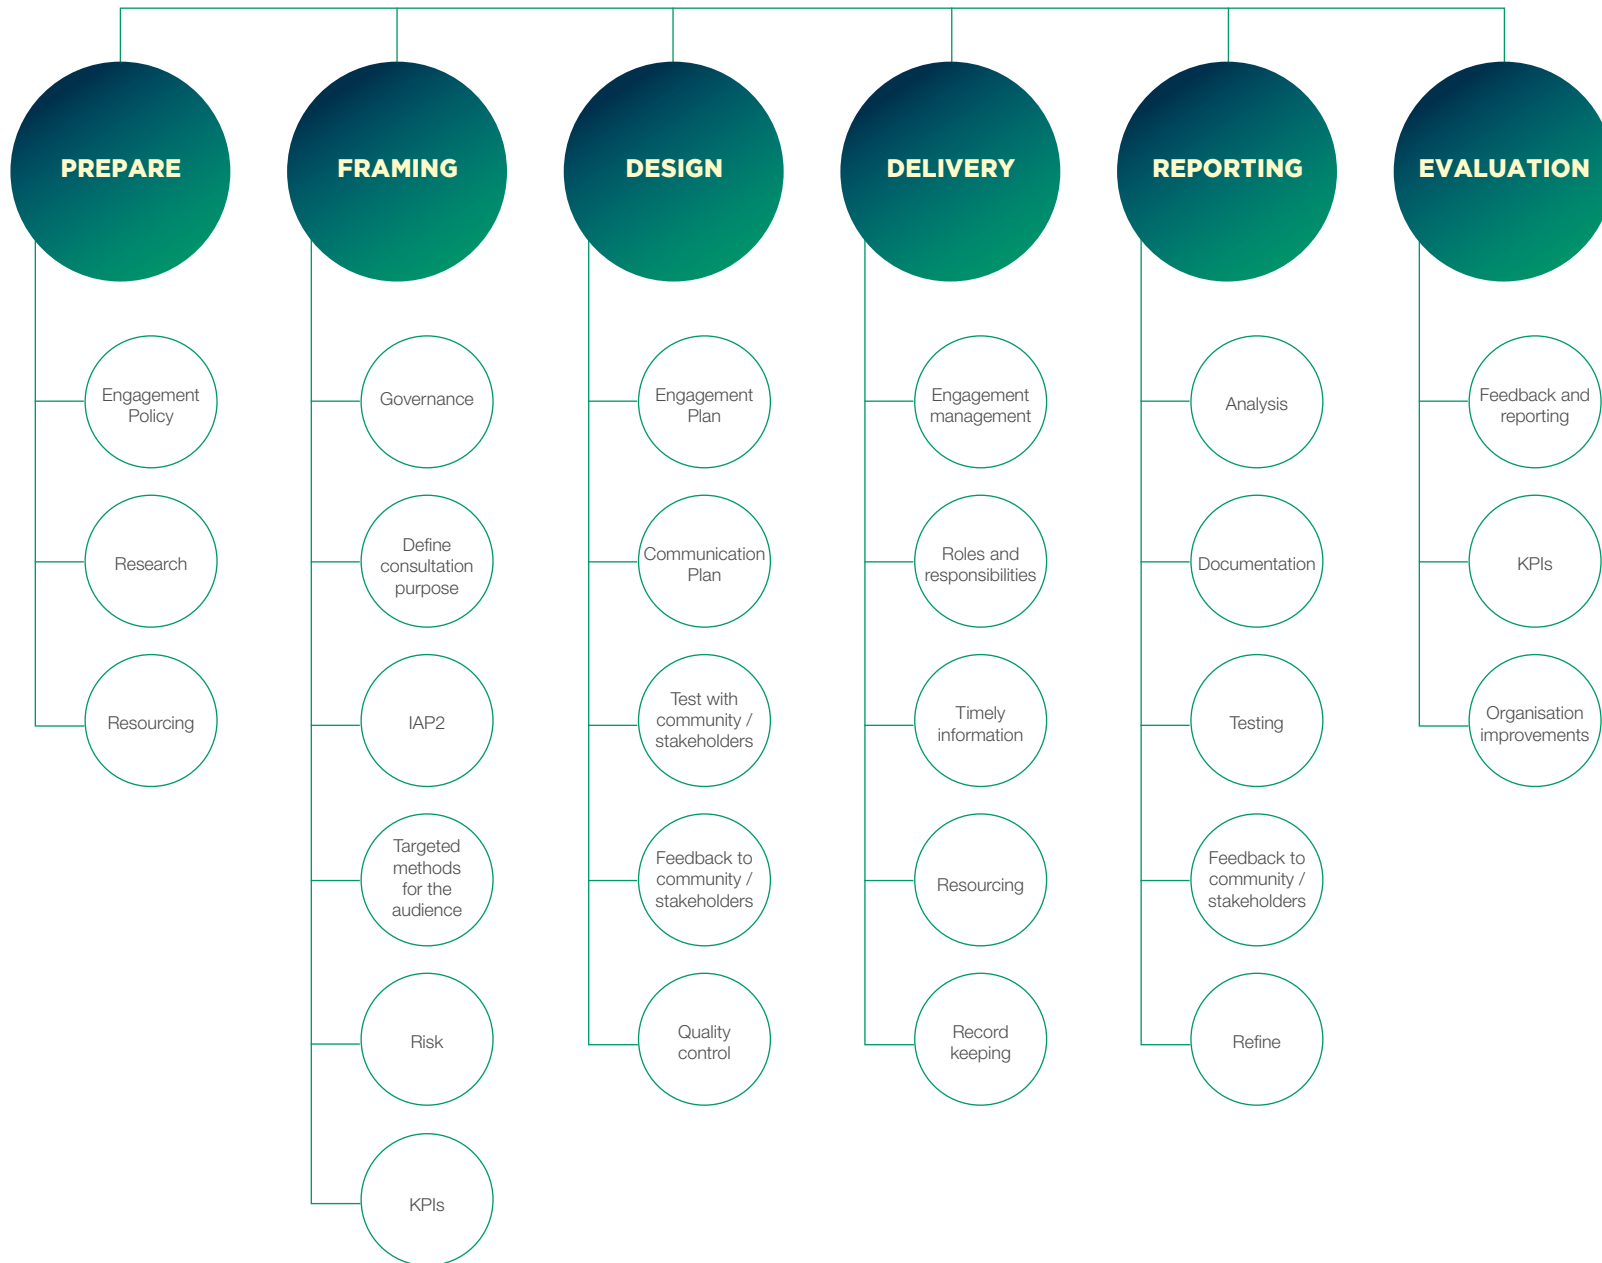 PREPARE
FRAMING
DESIGN
DELIVERY
REPORTING
EVALUATION
Engagement
Policy
Research
Resourcing
Governance
Define
consultation
purpose
IAP2
Targeted
methods
for the
audience
Risk
KPIs
Engagement
Plan
Communication
Plan
Test with
community /
stakeholders
Feedback to
community /
stakeholders
Quality
control
Engagement
management
Roles and
responsibilities
Timely
information
Resourcing
Record
keeping
Analysis
Documentation
Testing
Feedback to
community /
stakeholders
Refine
Feedback and
reporting
KPIs
Organisation
improvements